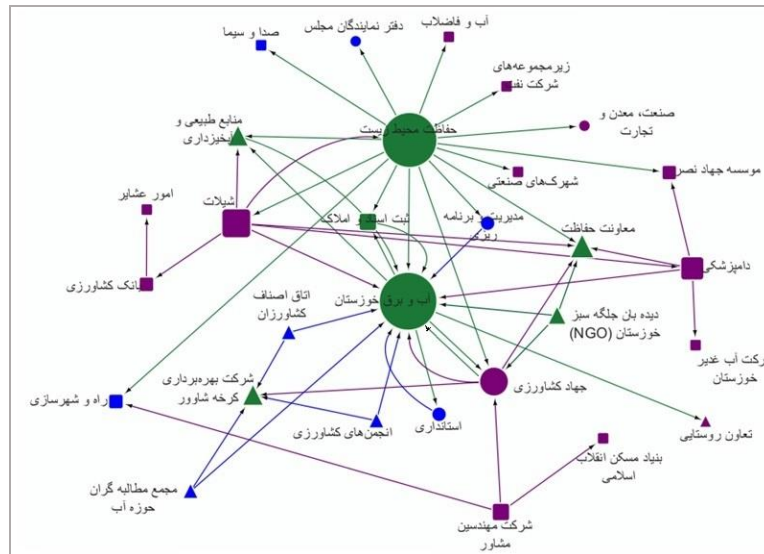 دفتر نمایندگان مجلس
آب و فاضلاب
صدا و سیما
زیرمجموعه‌های
شرکت نفت
صنعت، معدن و
تجارت
حفاظت محیط زیست
منابع طبیعی و
آبخیزداری
موسسه جهاد نصر
شهرک‌های صنعتی
امور عشایر
شیلات
ثبت اسناد و املاک
مدیریت و برنامه
ریزی
معاونت حفاظت
دامپزشکی
بانک کشاورزی
اتاق اصناف
کشاورزان
آب و برق خوزستان
دیده بان جلگه سبز
خوزستان (NGO)
شرکت آب غدیر
خوزستان
شرکت بهره‌برداری
کرخه شاوور
جهاد کشاورزی
راه و شهرسازی
انجمن‌های کشاورزی
استانداری
تعاون روستایی
بنیاد مسکن انقلاب
اسلامی
مجمع مطالبه گران
حوزه آب
شرکت مهندسین
مشاور